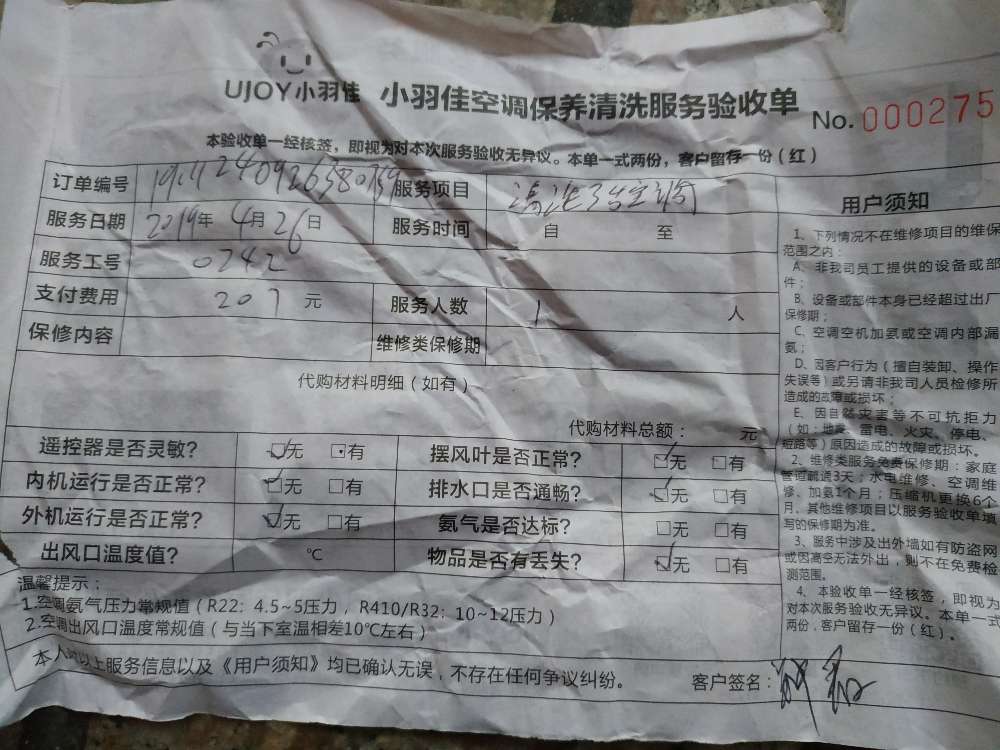 UJOY小羽佳 小羽佳空调保养清洗服务验收单 No. 000275
本验收单一经核签，即视为对本次服务验收无异议。本单一式两份，客户留存一份（红）
订单编号 服务项目
服务日期 2019年 4月 26日 服务时间 自 至
服务工号 0242
支付费用 207 元 服务人数 1 人
保修内容 维修类保修期
代购材料明细（如有）
代购材料总额： 元
遥控器是否灵敏？ ☑无 □有 摆风叶是否正常？ ☑无 □有
内机运行是否正常？ ☑无 □有 排水口是否通畅？ ☑无 □有
外机运行是否正常？ ☑无 □有 氨气是否达标？ □无 □有
出风口温度值？ ℃ 物品是否有丢失？ ☑无 □有
温馨提示：
1.空调氨气压力常规值（R22：4.5~5压力，R410/R32：10~12压力）
2.空调出风口温度常规值（与当下室温相差10℃左右）
本人对以上服务信息以及《用户须知》均已确认无误，不存在任何争议纠纷。
客户签名：
用户须知
1、下列情况不在维修项目的维保
范围之内：
A、非我司员工提供的设备或部
件；
B、设备或部件本身已经超过出厂
保修期；
C、空调空机加氨或空调内部漏
氨；
D、因客户行为（擅自装卸、操作
失误等）或另请非我司人员检修所
造成的故障或损坏；
E、因自然灾害等不可抗拒力
（如：地震、雷电、火灾、停电、
短路等）原因造成的故障或损坏。
2、维修类服务免费保修期：家庭
管道疏通3天；水电维修、空调维
修、加氨1个月；压缩机更换6个
月、其他维修项目以服务验收单填
写的保修期为准。
3、服务中涉及出外墙如有防盗网
或因高空无法外出，则不在免费检
测范围。
4、本验收单一经核签，即视为
对本次服务验收无异议。本单一式
两份，客户留存一份（红）。